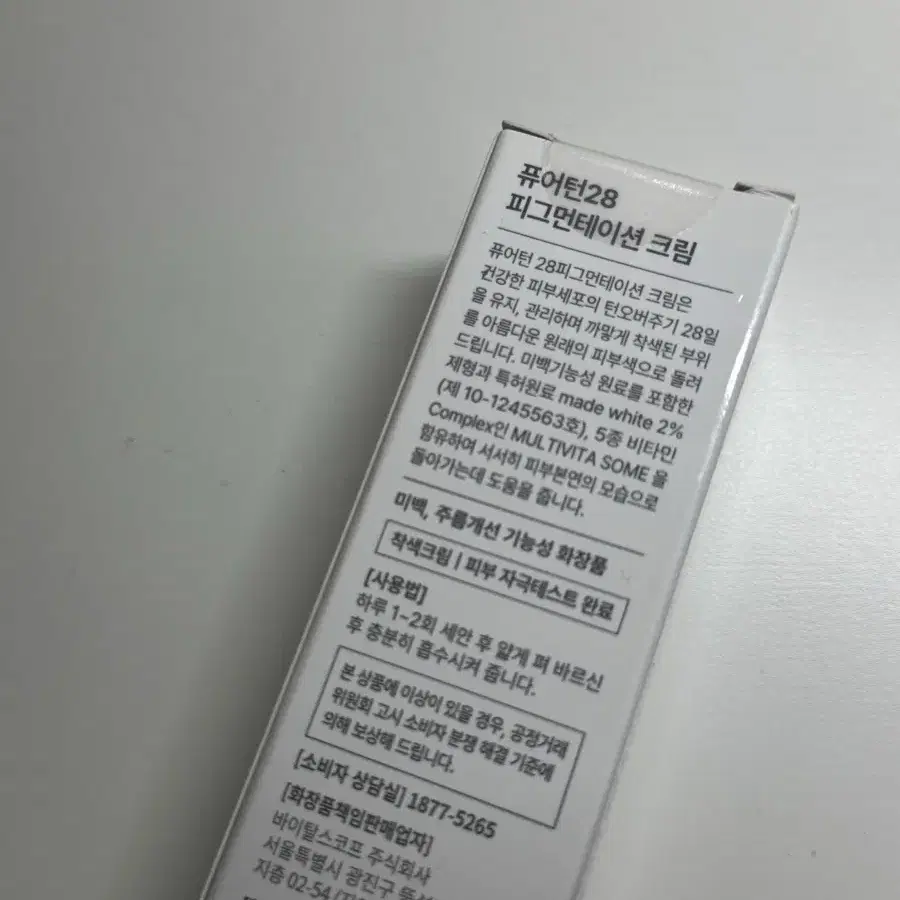 퓨어턴28
피그먼테이션 크림
퓨어턴 28피그먼테이션 크림은
건강한 피부세포의 턴오버주기 28일
을 유지, 관리하며 까맣게 착색된 부위
를 아름다운 원래의 피부색으로 돌려
드립니다. 미백기능성 원료를 포함한
제형과 특허원료 made white 2%
(제 10-1245563호), 5종 비타민
Complex인 MULTIVITA SOME 을
함유하여 서서히 피부본연의 모습으로
돌아가는데 도움을 줍니다.
미백, 주름개선 기능성 화장품
착색크림 | 피부 자극테스트 완료
[사용법]
하루 1~2회 세안 후 얇게 펴 바르신
후 충분히 흡수시켜 줍니다.
본 상품에 이상이 있을 경우, 공정거래
위원회 고시 소비자 분쟁 해결 기준에
의해 보상해 드립니다.
[소비자 상담실] 1877-5265
[화장품책임판매업자]
바이탈스코프 주식회사
서울특별시 광진구
지층 02-54